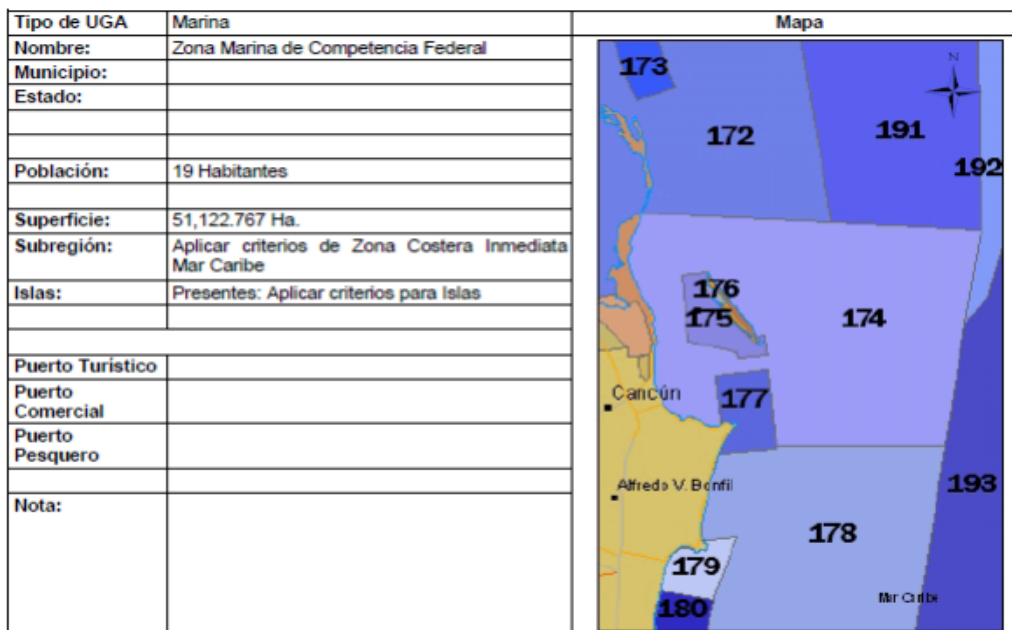 Tipo de UGA Marina Mapa
Nombre: Zona Marina de Competencia Federal
Municipio:
Estado:
Población: 19 Habitantes
Superficie: 51,122.767 Ha.
Subregión: Aplicar criterios de Zona Costera Inmediata
Mar Caribe
Islas: Presentes: Aplicar criterios para Islas
Puerto Turístico
Puerto
Comercial
Puerto
Pesquero
Nota:
N
173
172
191
192
176
175
174
Cancún
177
Alfredo V. Bonfil
193
178
179
Mar Caribe
180